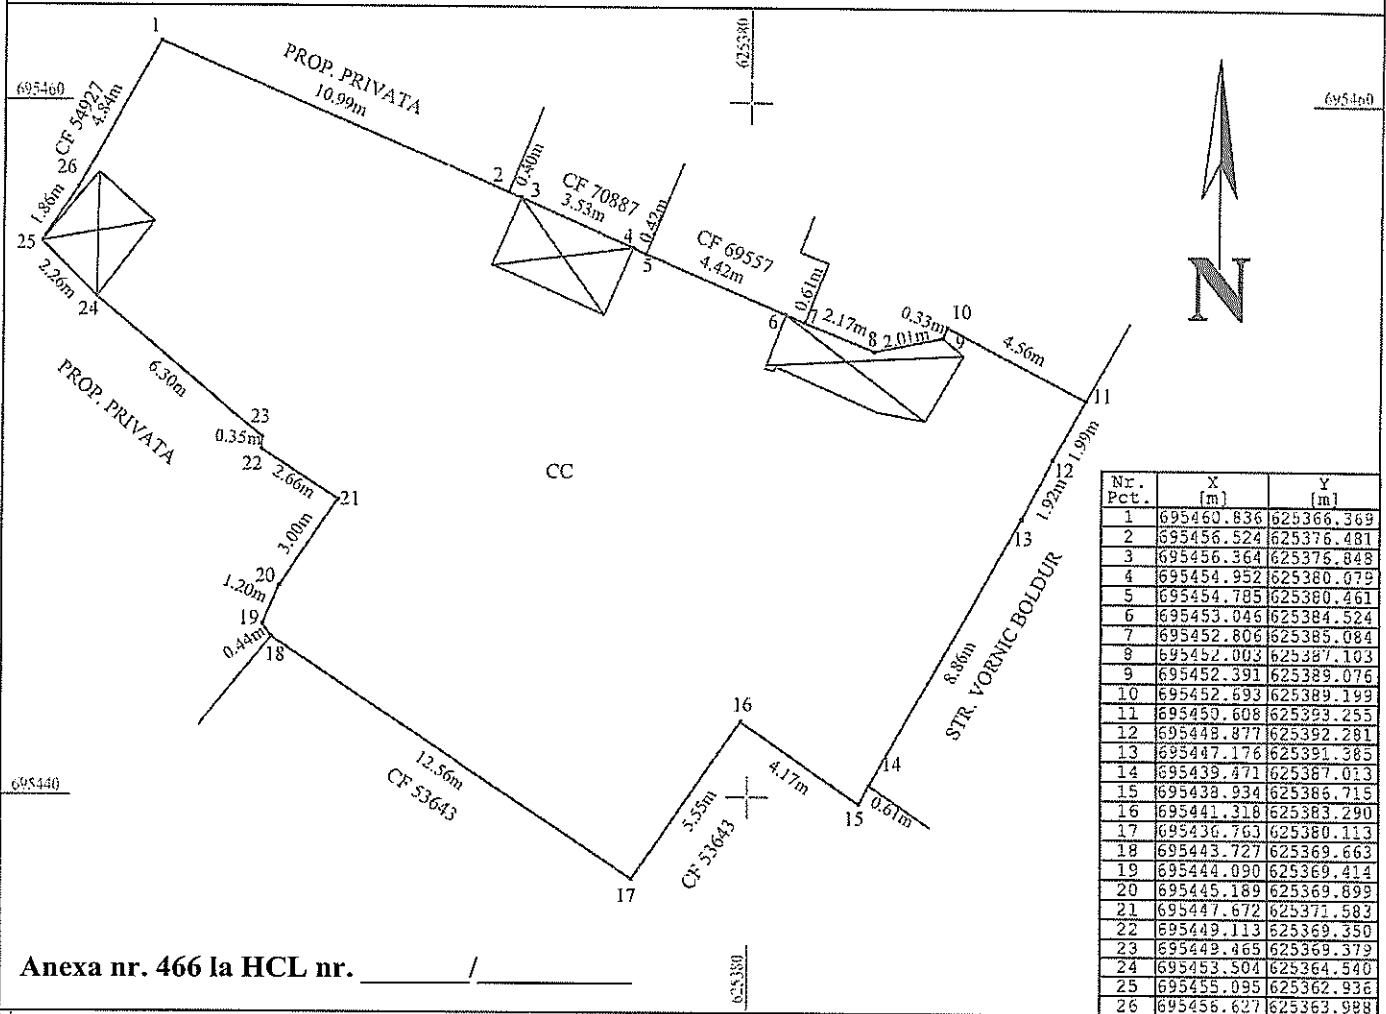 1
625380
PROP. PRIVATA
10.99m
695460
695460
CF 54927
4.84m
26
1.86m
2
0.40m
3
CF 70887
3.53m
4
0.42m
5
CF 69557
4.42m
25
2.26m
24
6
0.61m
7
2.17m
8
2.01m
0.33m
10
9
4.56m
11
N
6.30m
PROP. PRIVATA
23
0.35m
22
2.66m
21
CC
1.99m
12
1.92m
13
3.00m
20
1.20m
19
0.44m
18
8.86m
STR. VORNIC BOLDUR
12.56m
CF 53643
16
4.17m
14
0.61m
15
5.55m
CF 53643
17
695440
625380
Nr. Pct. X [m] Y [m]
1 695460.836 625366.369
2 695456.524 625376.481
3 695456.364 625376.848
4 695454.952 625380.079
5 695454.785 625380.461
6 695453.046 625384.524
7 695452.806 625385.084
8 695452.003 625387.103
9 695452.391 625389.076
10 695452.693 625389.199
11 695450.608 625393.255
12 695448.877 625392.281
13 695447.176 625391.385
14 695439.471 625387.013
15 695438.934 625386.715
16 695441.318 625383.290
17 695436.763 625380.113
18 695443.727 625369.663
19 695444.090 625369.414
20 695445.189 625369.899
21 695447.672 625371.583
22 695449.113 625369.350
23 695449.465 625369.379
24 695453.504 625364.540
25 695455.095 625362.936
26 695456.627 625363.988
Anexa nr. 466 la HCL nr. ________/___________